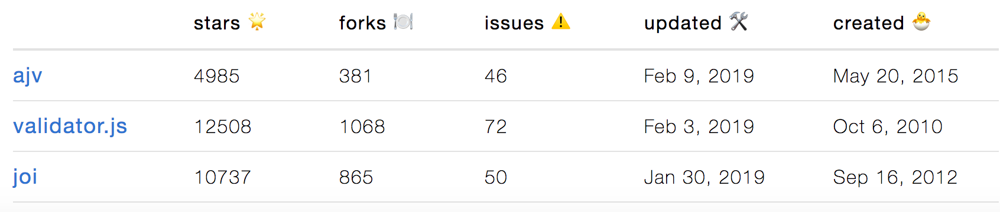 stars 🌟 forks 🍽 issues ⚠️ updated 🛠 created 🐣
ajv 4985 381 46 Feb 9, 2019 May 20, 2015
validator.js 12508 1068 72 Feb 3, 2019 Oct 6, 2010
joi 10737 865 50 Jan 30, 2019 Sep 16, 2012